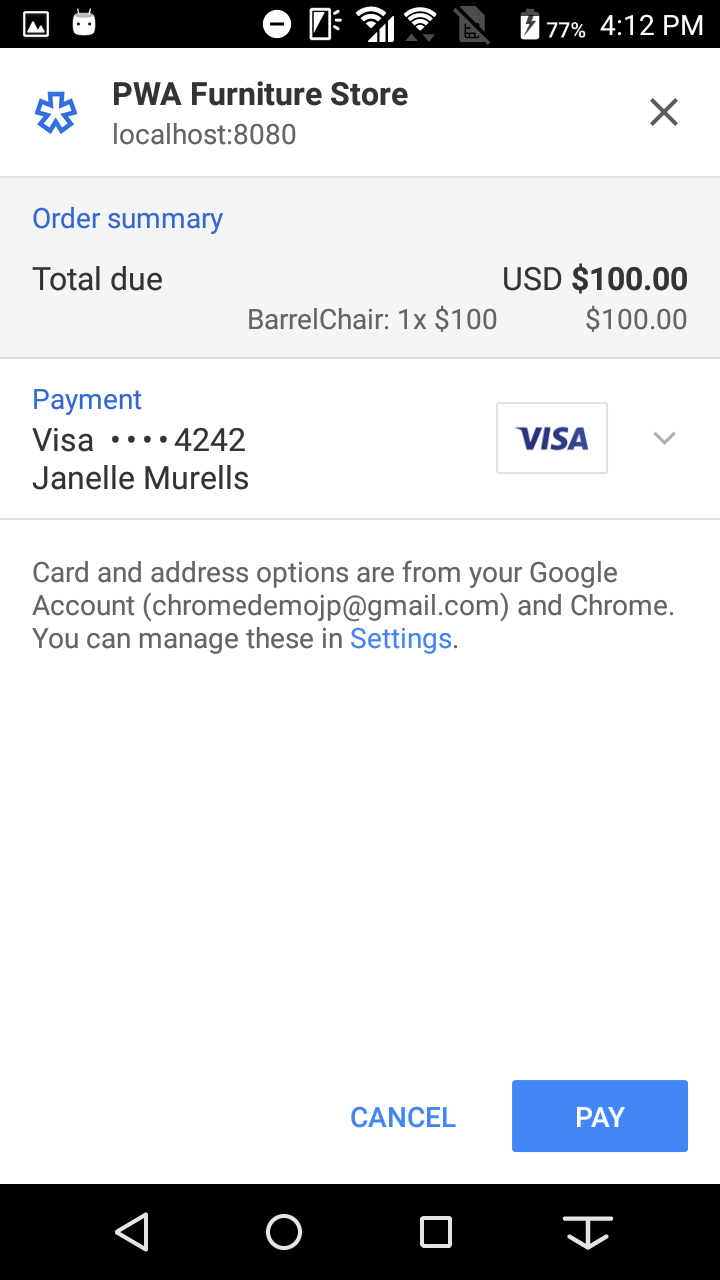 77% 4:12 PM
PWA Furniture Store
localhost:8080
Order summary
Total due USD $100.00
BarrelChair: 1x $100 $100.00
Payment
Visa ････4242
VISA
Janelle Murells
Card and address options are from your Google
Account (chromedemojp@gmail.com) and Chrome.
You can manage these in Settings.
CANCEL PAY